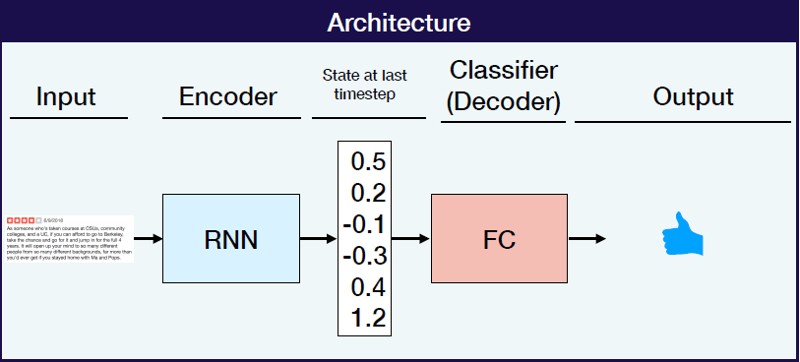 Architecture
Input
Encoder
State at last
timestep
Classifier
(Decoder)
Output
6/9/2016
As someone who's taken courses at CSUs, community
colleges, and a UC, if you can afford to go to Berkeley,
take the chance and go for it and jump in for the full 4
years. It will open up your mind to so many different
people from so many different backgrounds, far more than
you'd ever get if you stayed home with Ma and Pops.
RNN
0.5
0.2
-0.1
-0.3
0.4
1.2
FC